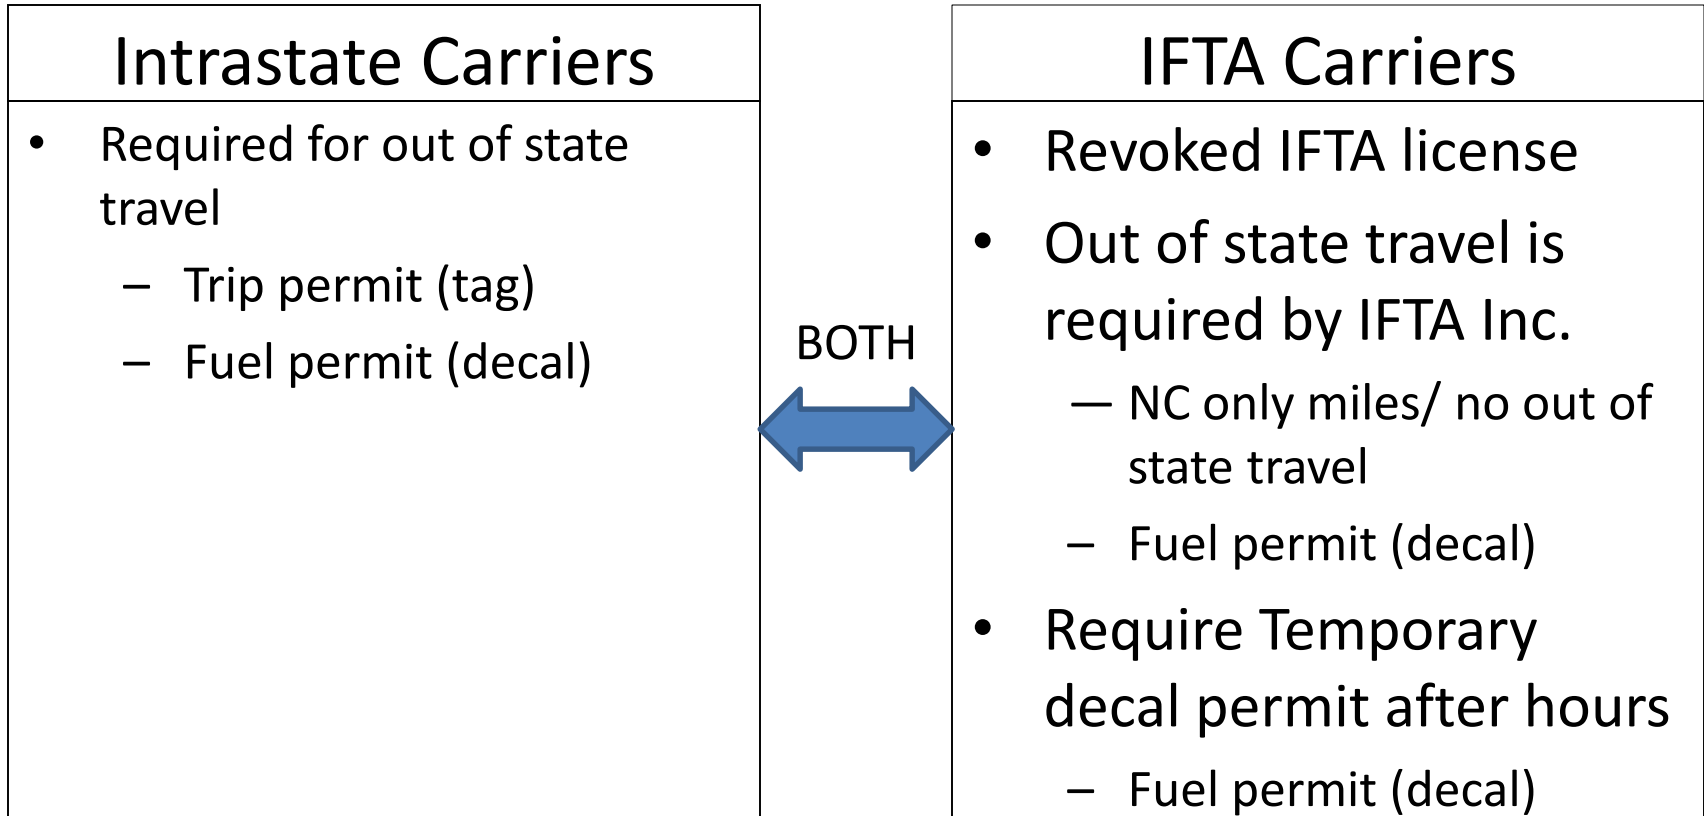 Intrastate Carriers
• Required for out of state
travel
– Trip permit (tag)
– Fuel permit (decal)
BOTH
IFTA Carriers
• Revoked IFTA license
• Out of state travel is
required by IFTA Inc.
— NC only miles/ no out of
state travel
– Fuel permit (decal)
• Require Temporary
decal permit after hours
– Fuel permit (decal)